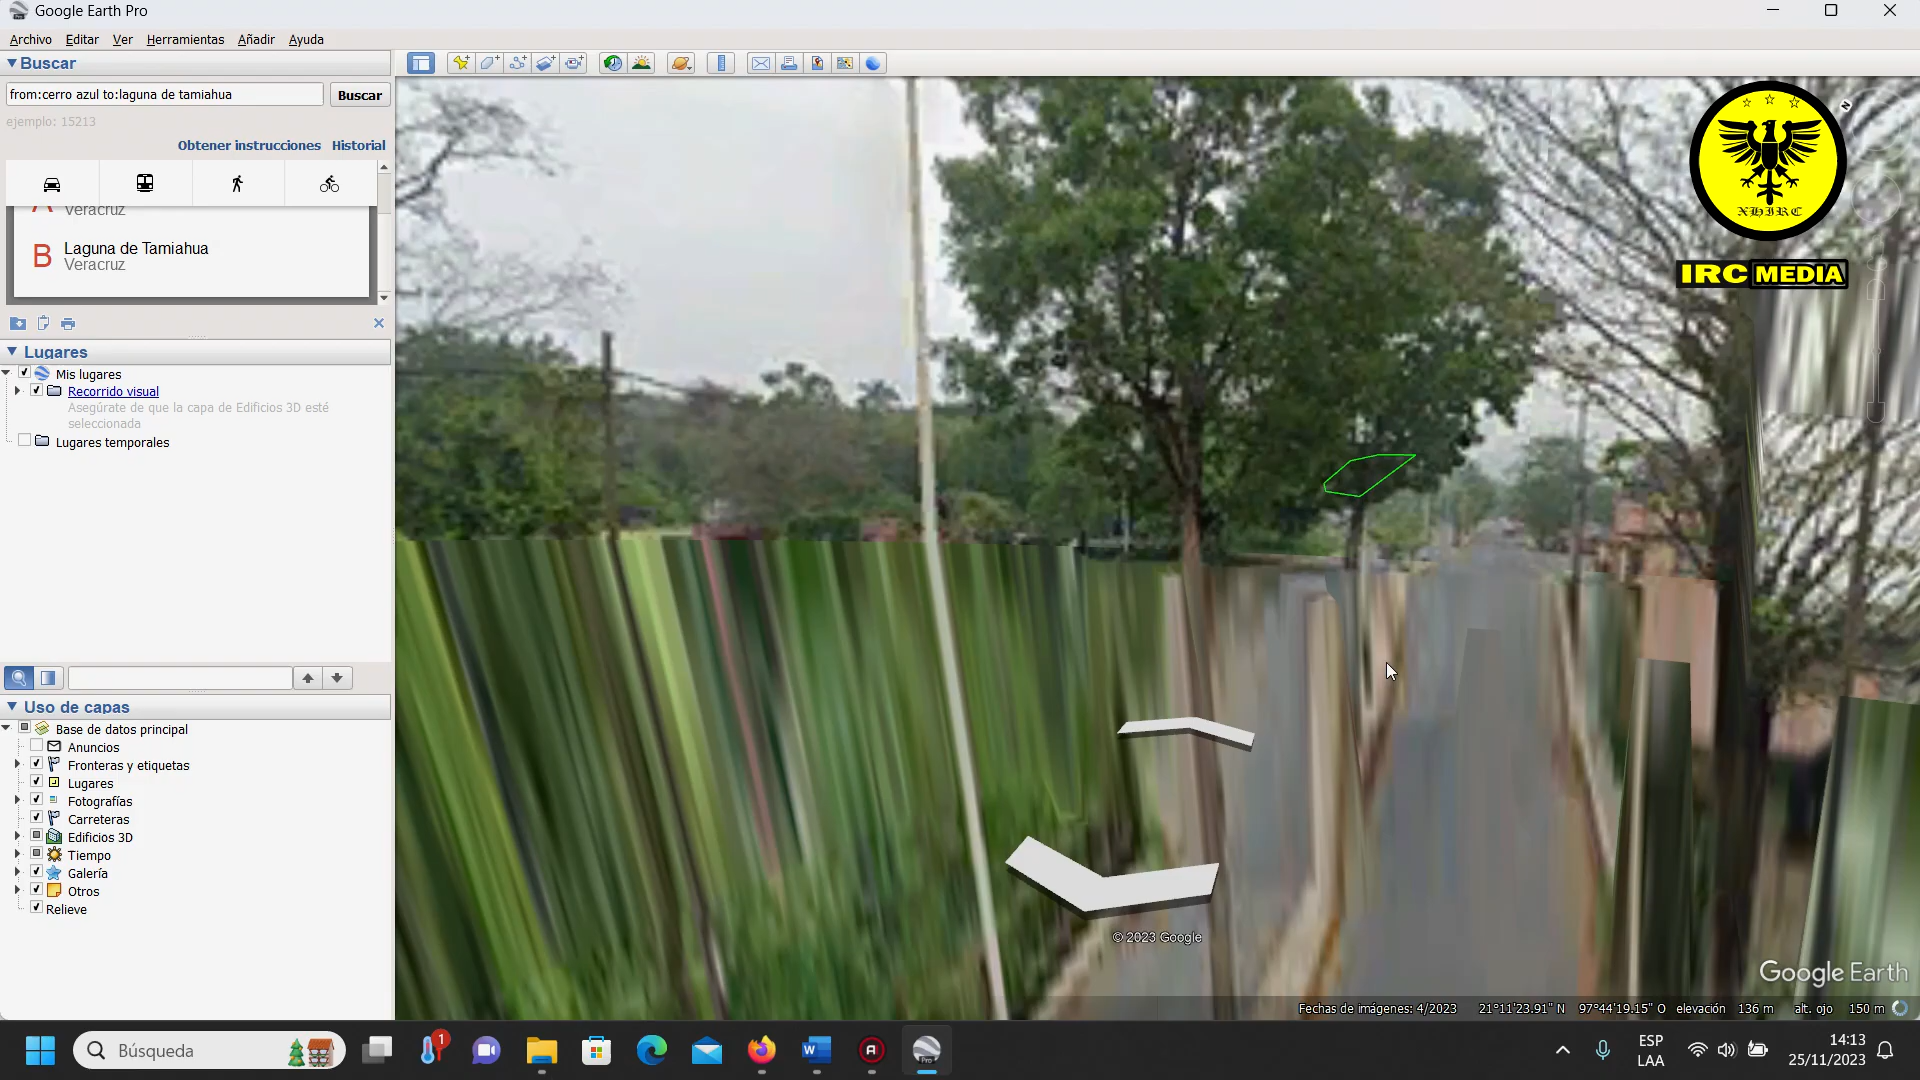 Google Earth Pro
Archivo Editar Ver Herramientas Añadir Ayuda
Buscar
from:cerro azul to:laguna de tamiahua
Buscar
ejemplo: 15213
Obtener instrucciones Historial
A
Veracruz
B
Laguna de Tamiahua
Veracruz
Lugares
Mis lugares
Recorrido visual
Asegúrate de que la capa de Edificios 3D esté
seleccionada
Lugares temporales
Uso de capas
Base de datos principal
Anuncios
Fronteras y etiquetas
Lugares
Fotografías
Carreteras
Edificios 3D
Tiempo
Galería
Otros
Relieve
N
XHIRC
IRC MEDIA
© 2023 Google
Google Earth
Fechas de imágenes: 4/2023 21°11'23.91" N 97°44'19.15" O elevación 136 m alt. ojo 150 m
Búsqueda
1
W
A
Pro
ESP
LAA
14:13
25/11/2023